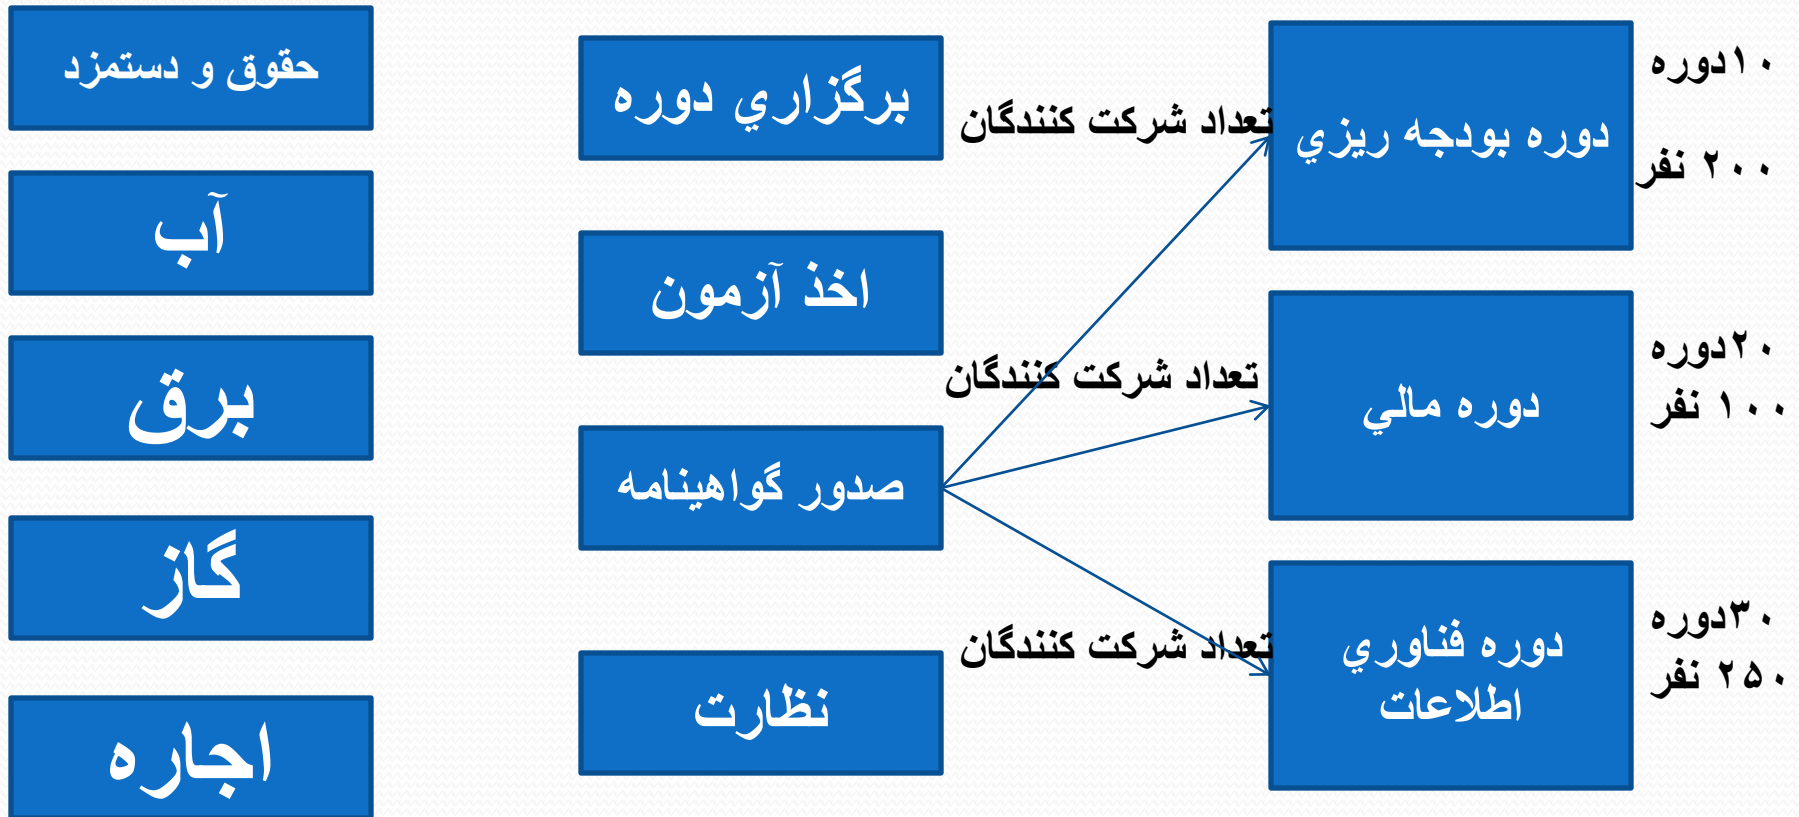 حقوق و دستمزد
آب
برق
گاز
اجاره
برگزاري دوره
اخذ آزمون
صدور گواهينامه
نظارت
تعداد شرکت کنندگان
تعداد شرکت کنندگان
تعداد شرکت کنندگان
دوره بودجه ريزي
دوره مالي
دوره فناوري
اطلاعات
۱۰دوره
۲۰۰ نفر
۲۰دوره
۱۰۰ نفر
۳۰دوره
۲۵۰ نفر